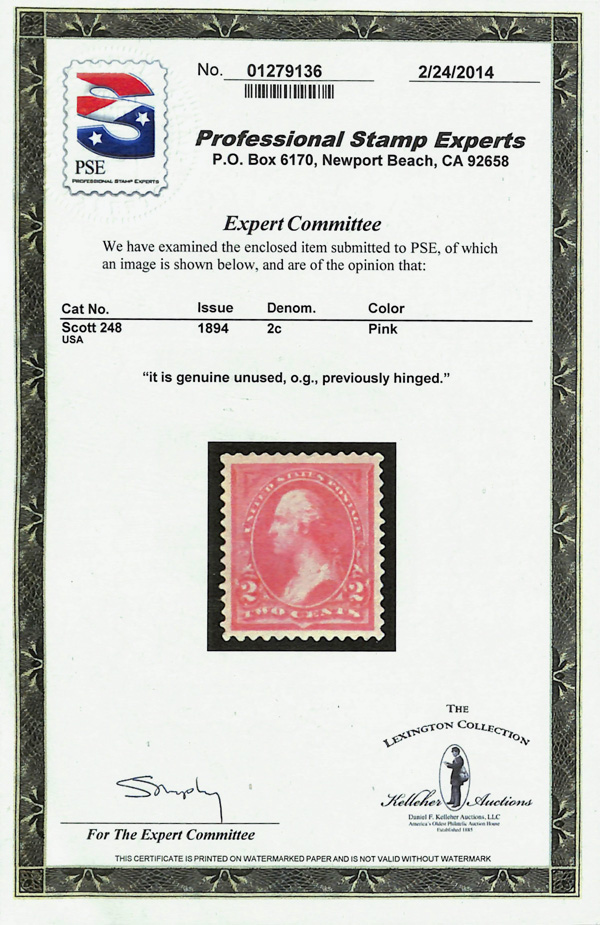 No. 01279136 2/24/2014
PSE
PROFESSIONAL STAMP EXPERTS
Professional Stamp Experts
P.O. Box 6170, Newport Beach, CA 92658
Expert Committee
We have examined the enclosed item submitted to PSE, of which
an image is shown below, and are of the opinion that:
Cat No. Issue Denom. Color
Scott 248 1894 2c Pink
USA
“it is genuine unused, o.g., previously hinged.”
UNITED STATES POSTAGE
2 2
TWO CENTS
THE
LEXINGTON COLLECTION
Kelleher Auctions
Daniel F. Kelleher Auctions, LLC
America's Oldest Philatelic Auction House
Established 1885
For The Expert Committee
THIS CERTIFICATE IS PRINTED ON WATERMARKED PAPER AND IS NOT VALID WITHOUT WATERMARK